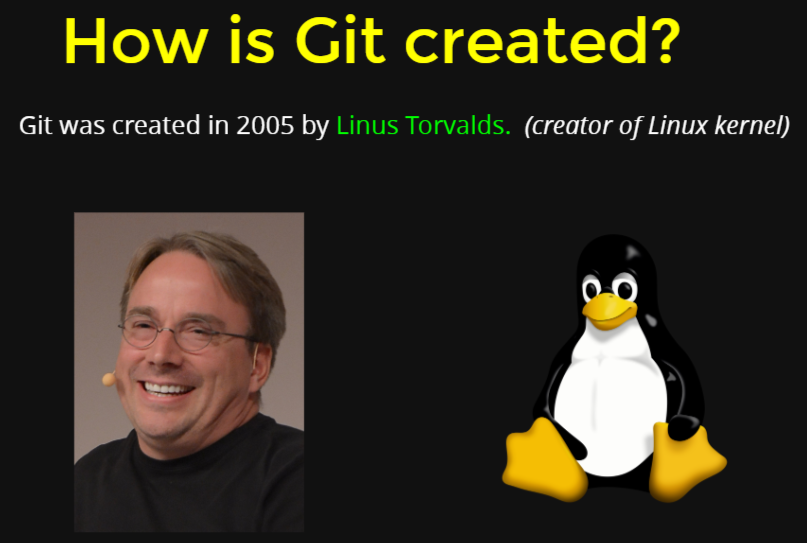 How is Git created?
Git was created in 2005 by Linus Torvalds. (creator of Linux kernel)